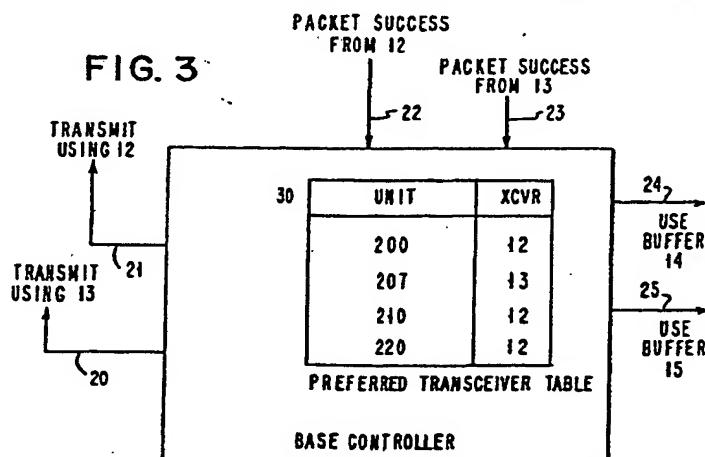 FIG. 3
PACKET SUCCESS
FROM 12
PACKET SUCCESS
FROM 13
22
23
TRANSMIT
USING 12
21
TRANSMIT
USING 13
20
30
UNIT XCVR
200 12
207 13
210 12
220 12
PREFERRED TRANSCEIVER TABLE
BASE CONTROLLER
24
USE
BUFFER
14
25
USE
BUFFER
15